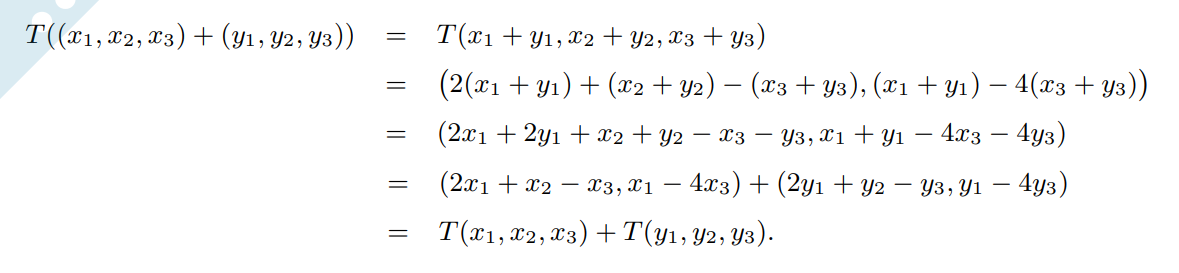 T((x₁, x₂, x₃) + (y₁, y₂, y₃)) = T(x₁ + y₁, x₂ + y₂, x₃ + y₃)
= (2(x₁ + y₁) + (x₂ + y₂) − (x₃ + y₃), (x₁ + y₁) − 4(x₃ + y₃))
= (2x₁ + 2y₁ + x₂ + y₂ − x₃ − y₃, x₁ + y₁ − 4x₃ − 4y₃)
= (2x₁ + x₂ − x₃, x₁ − 4x₃) + (2y₁ + y₂ − y₃, y₁ − 4y₃)
= T(x₁, x₂, x₃) + T(y₁, y₂, y₃).